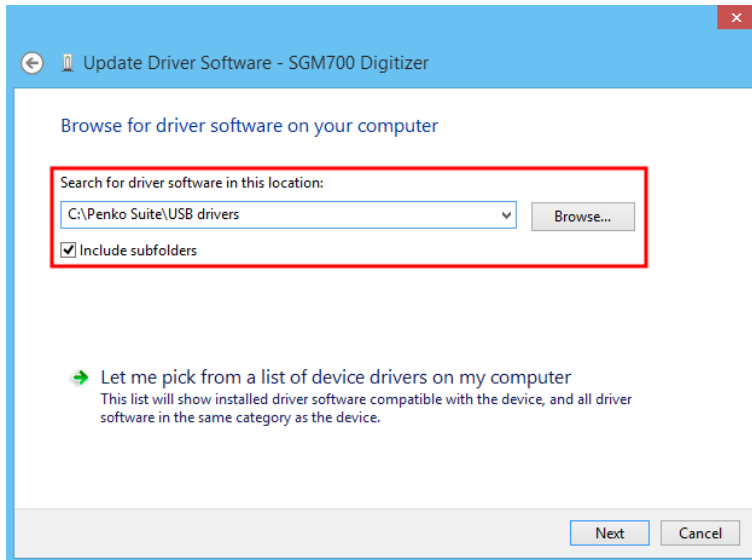 Update Driver Software - SGM700 Digitizer
Browse for driver software on your computer
Search for driver software in this location:
C:\Penko Suite\USB drivers
Browse...
Include subfolders
Let me pick from a list of device drivers on my computer
This list will show installed driver software compatible with the device, and all driver
software in the same category as the device.
Next
Cancel